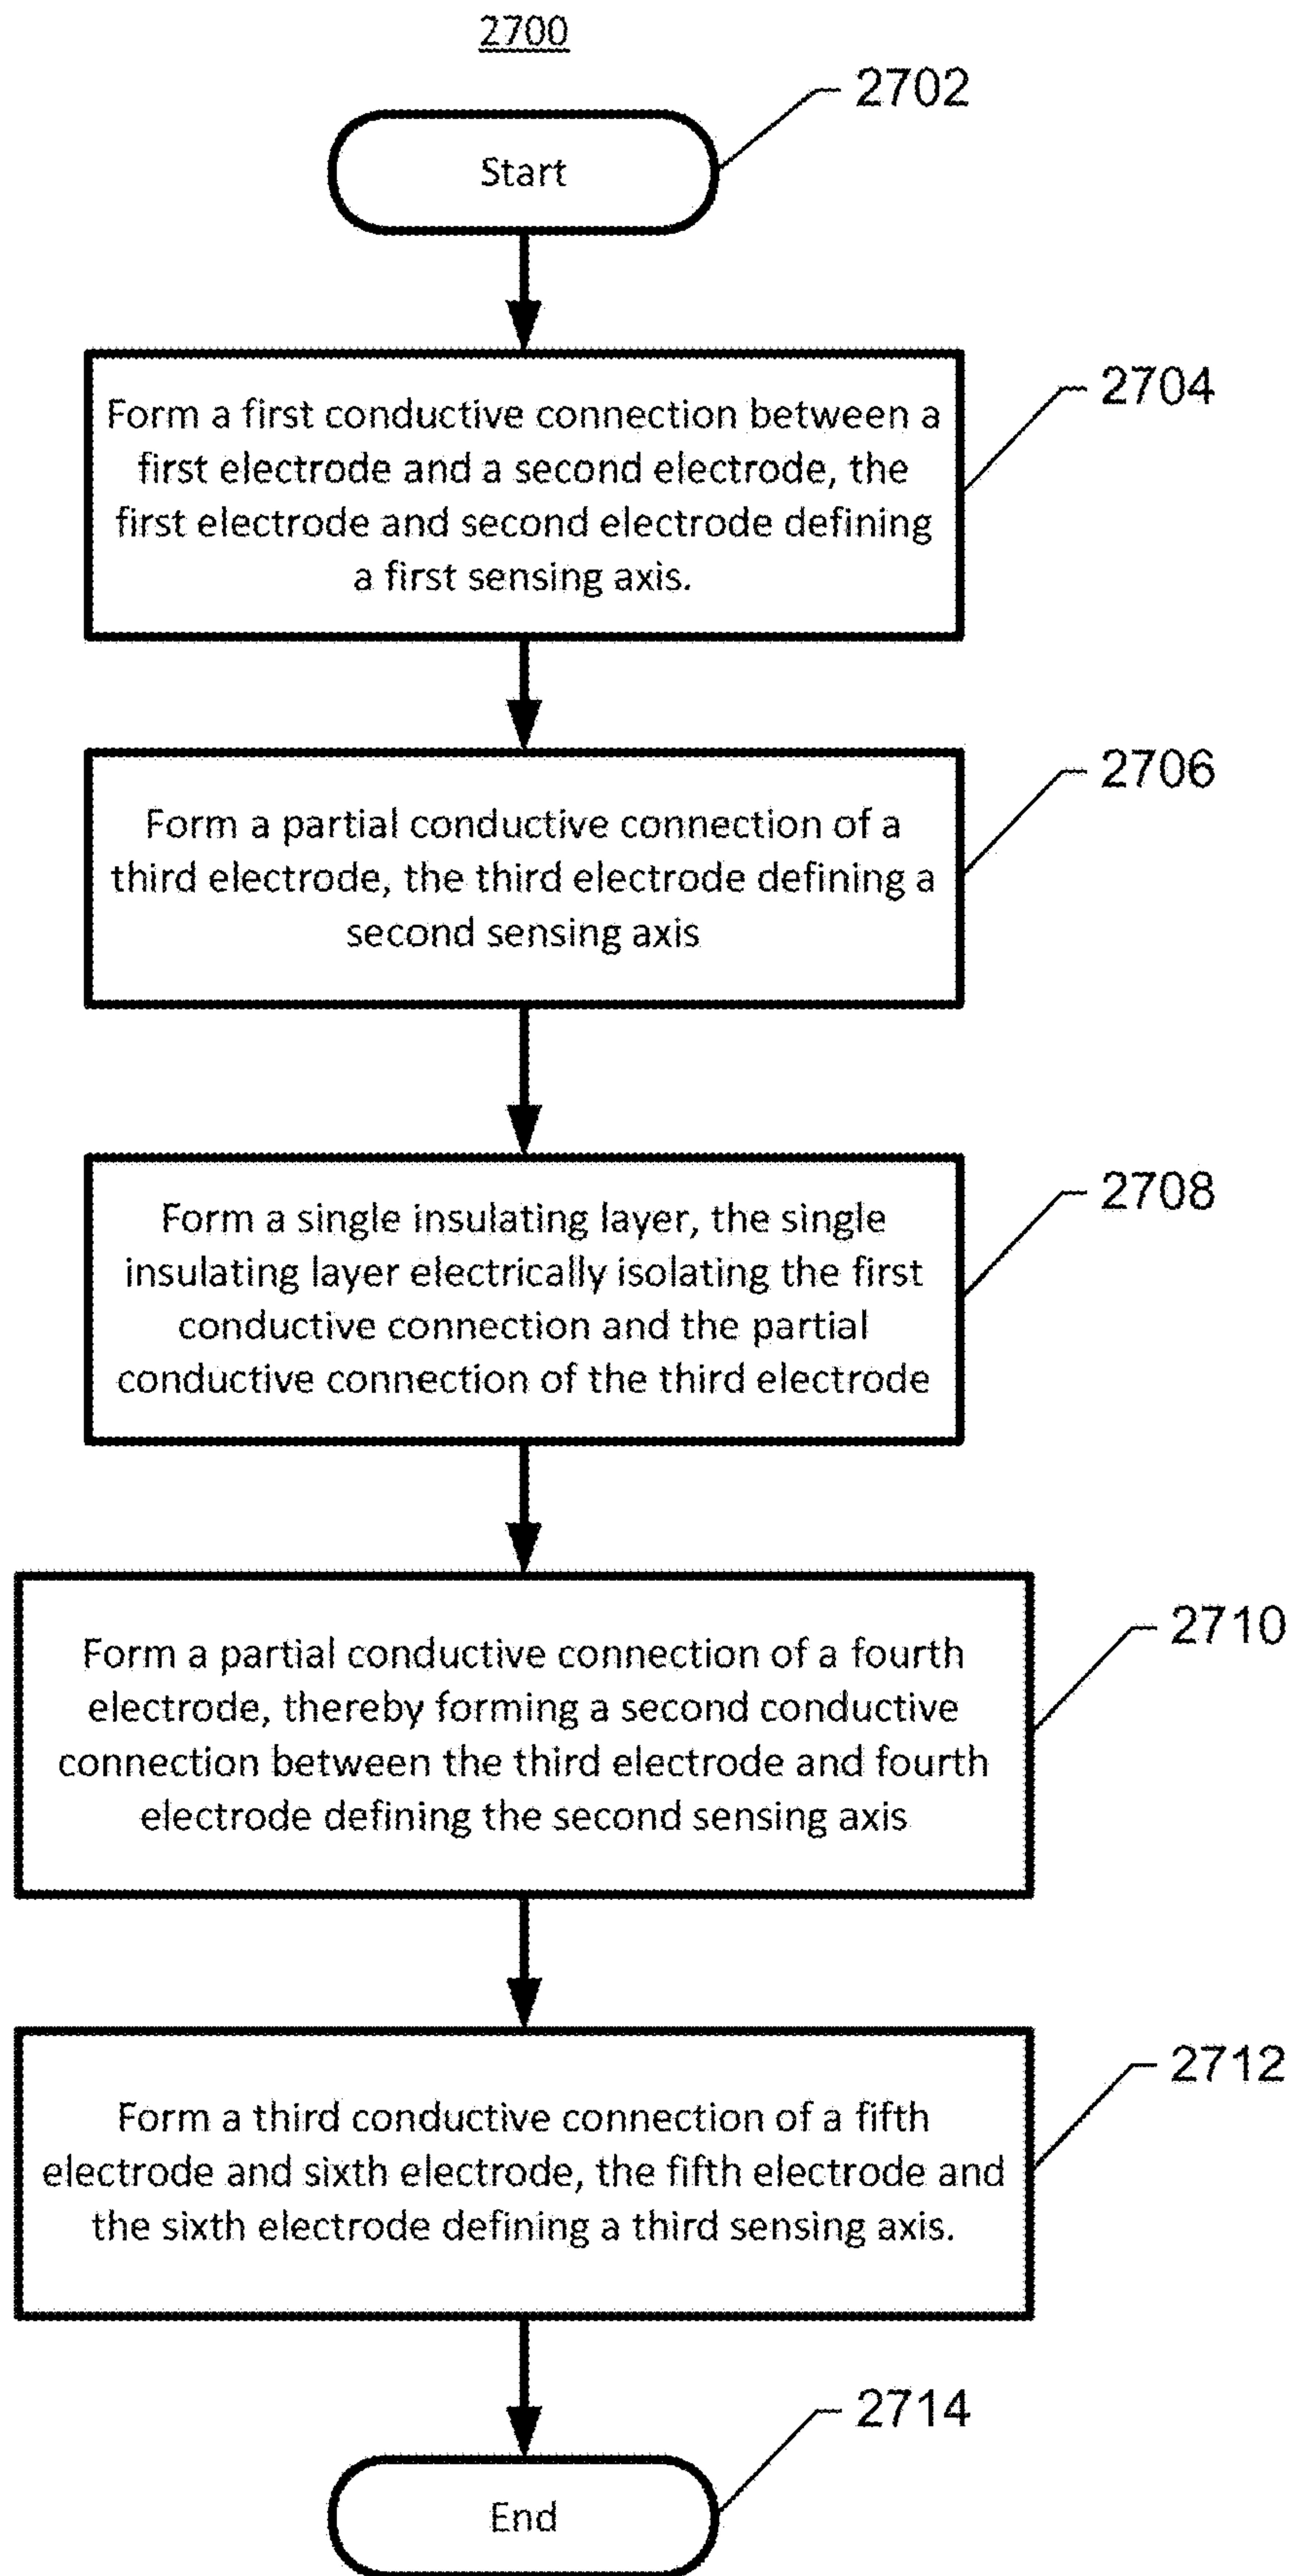 2700
2702
Start
2704
Form a first conductive connection between a
first electrode and a second electrode, the
first electrode and second electrode defining
a first sensing axis.
2706
Form a partial conductive connection of a
third electrode, the third electrode defining a
second sensing axis
2708
Form a single insulating layer, the single
insulating layer electrically isolating the first
conductive connection and the partial
conductive connection of the third electrode
2710
Form a partial conductive connection of a fourth
electrode, thereby forming a second conductive
connection between the third electrode and fourth
electrode defining the second sensing axis
2712
Form a third conductive connection of a fifth
electrode and sixth electrode, the fifth electrode and
the sixth electrode defining a third sensing axis.
2714
End